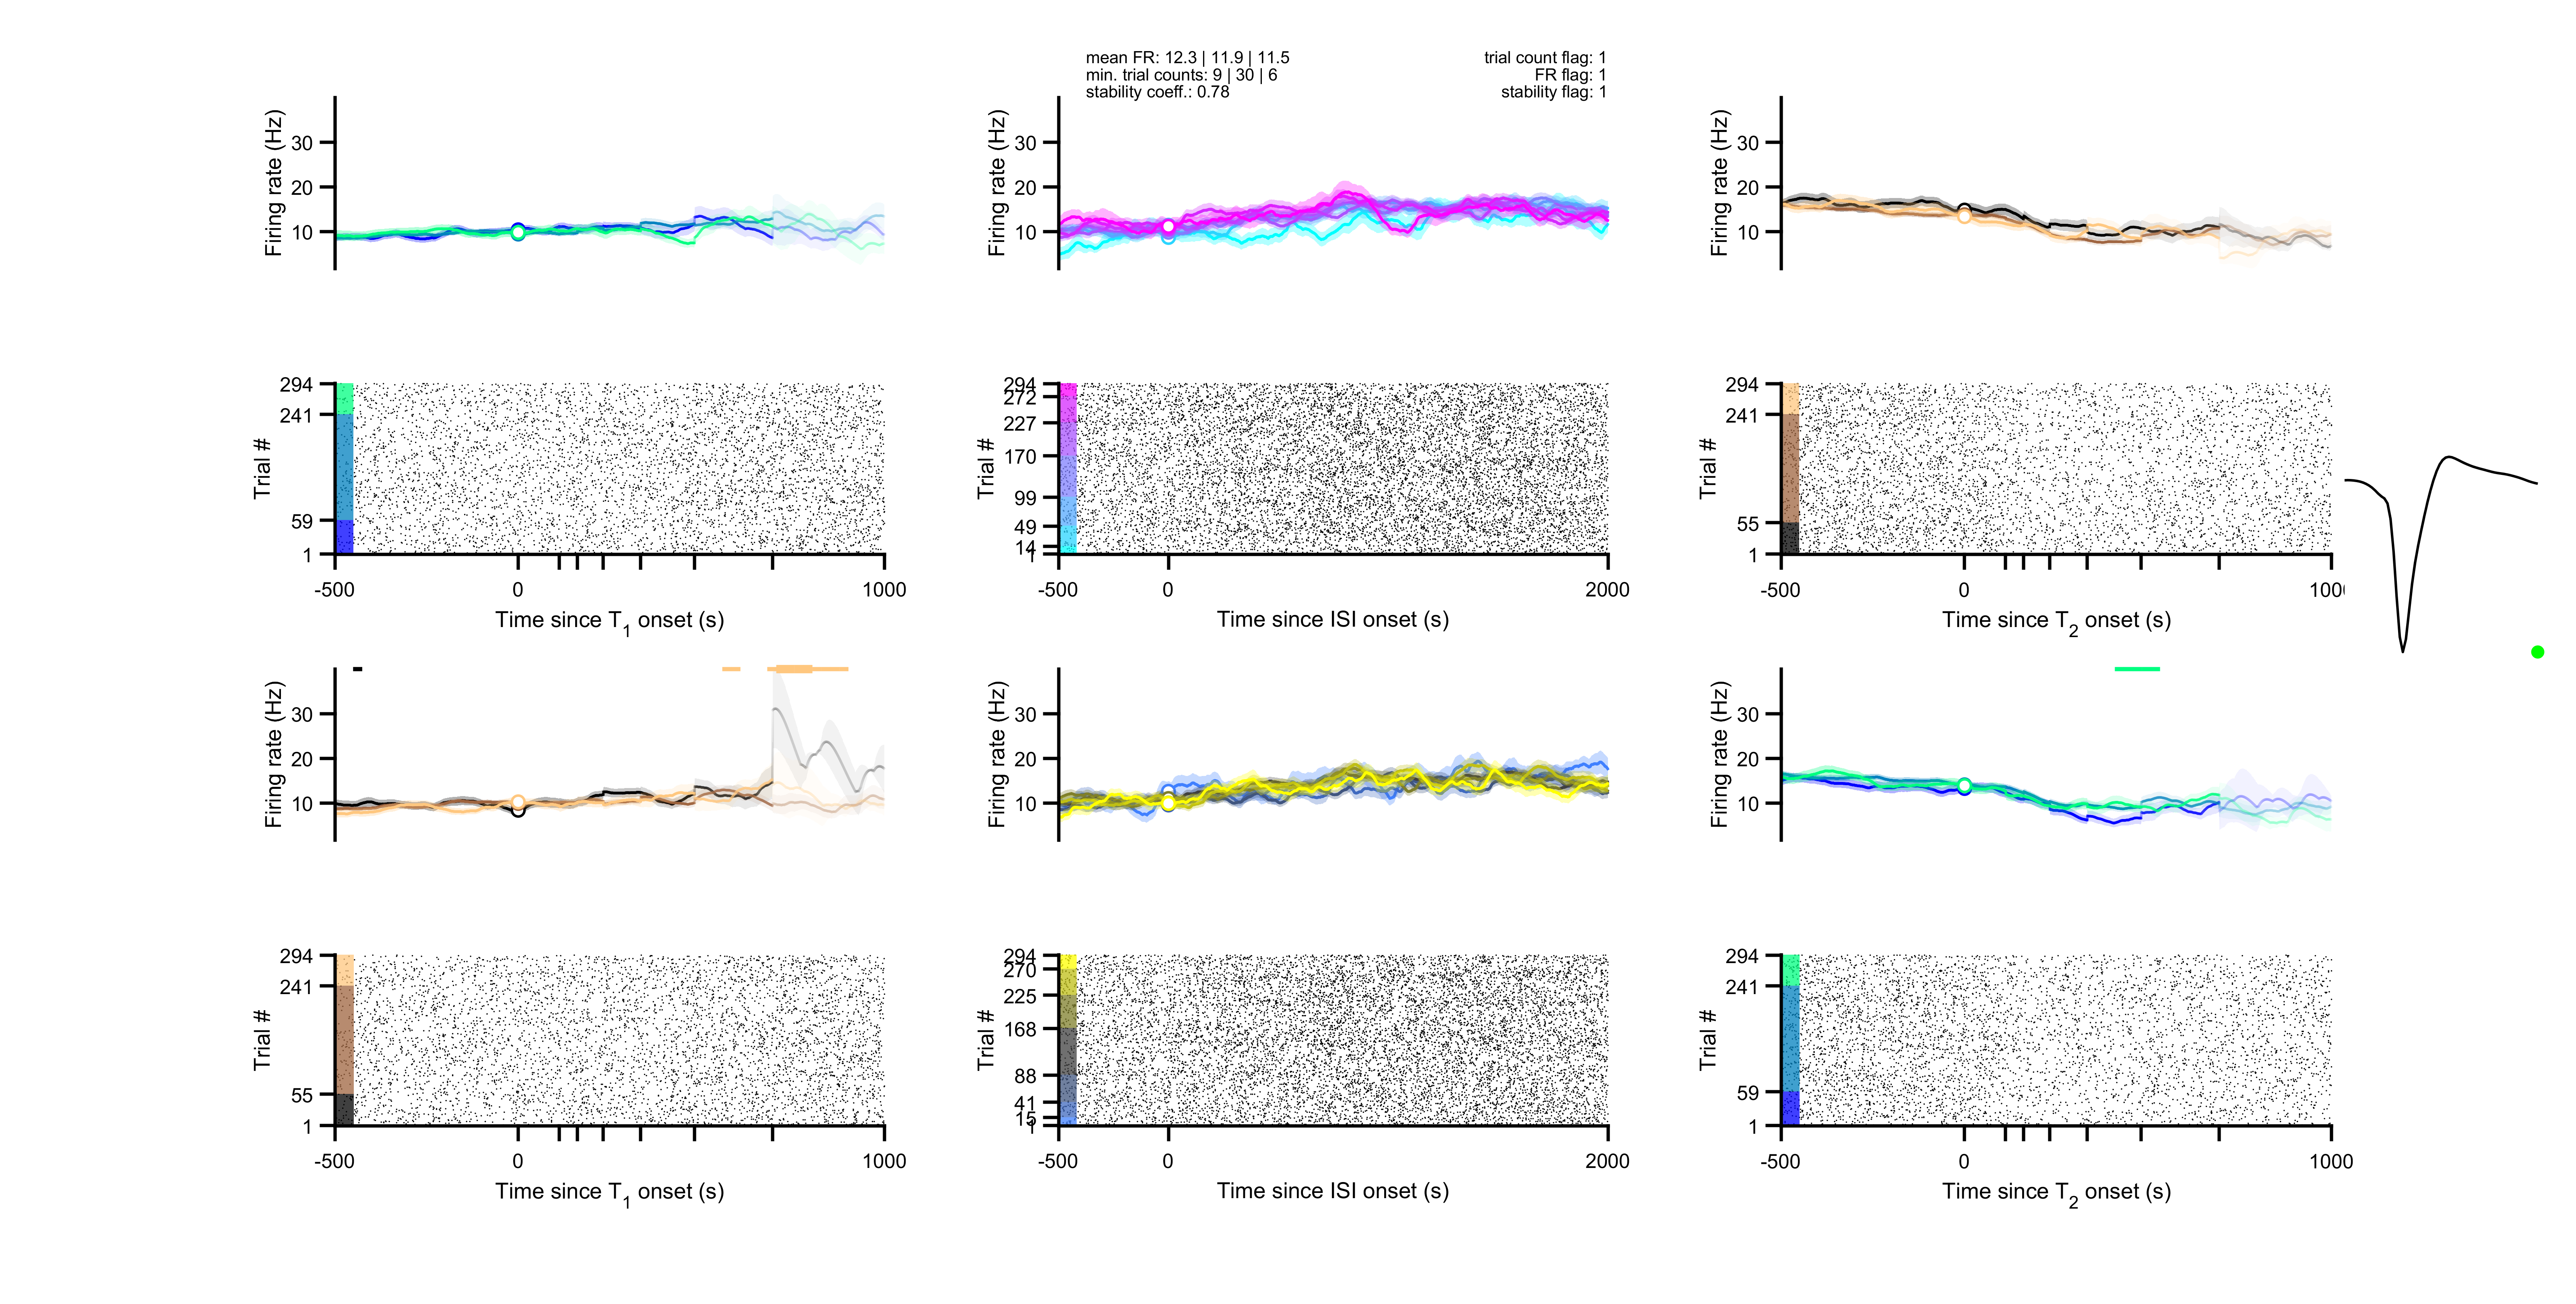 mean FR: 12.3 | 11.9 | 11.5
min. trial counts: 9 | 30 | 6
stability coeff.: 0.78
trial count flag: 1
FR flag: 1
stability flag: 1
Firing rate (Hz)
30
20
10
Firing rate (Hz)
30
20
10
Firing rate (Hz)
30
20
10
Trial #
294
241
59
1
-500
0
1000
Time since T1 onset (s)
Trial #
294
272
227
170
99
49
14
1
-500
0
2000
Time since ISI onset (s)
Trial #
294
241
55
1
-500
0
Time since T2 onset (s)
Firing rate (Hz)
30
20
10
Firing rate (Hz)
30
20
10
Firing rate (Hz)
30
20
10
Trial #
294
241
55
1
-500
0
1000
Time since T1 onset (s)
Trial #
294
270
225
168
88
41
15
1
-500
0
2000
Time since ISI onset (s)
Trial #
294
241
59
1
-500
0
1000
Time since T2 onset (s)